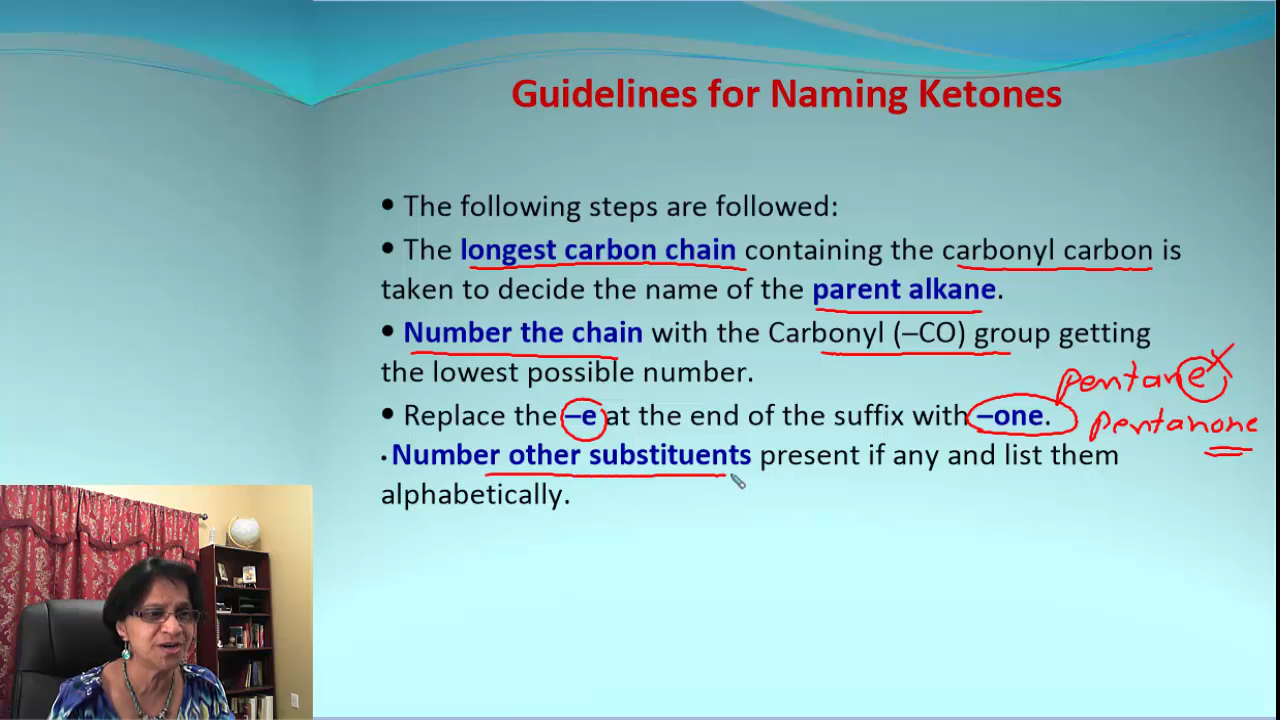 Guidelines for Naming Ketones
• The following steps are followed:
• The longest carbon chain containing the carbonyl carbon is
taken to decide the name of the parent alkane.
• Number the chain with the Carbonyl (–CO) group getting
the lowest possible number.
pentane
• Replace the –e at the end of the suffix with –one.
pentanone
• Number other substituents present if any and list them
alphabetically.